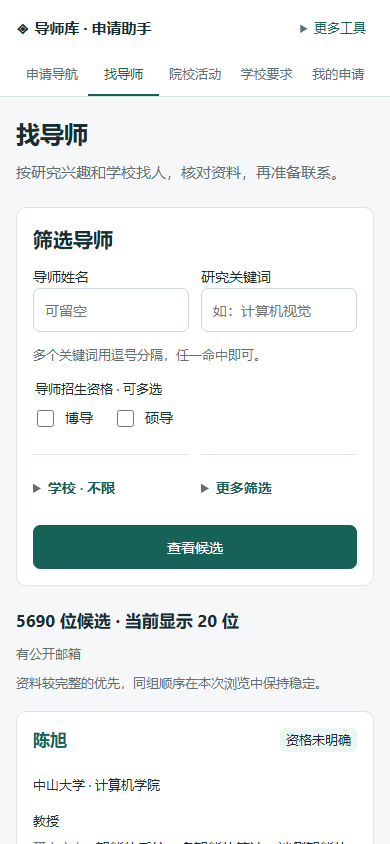 ◈ 导师库 · 申请助手
▶ 更多工具
申请导航 找导师 院校活动 学校要求 我的申请
找导师
按研究兴趣和学校找人，核对资料，再准备联系。
筛选导师
导师姓名 研究关键词
可留空 如：计算机视觉
多个关键词用逗号分隔，任一命中即可。
导师招生资格 · 可多选
博导 硕导
▶ 学校 · 不限 ▶ 更多筛选
查看候选
5690 位候选 · 当前显示 20 位
有公开邮箱
资料较完整的优先，同组顺序在本次浏览中保持稳定。
陈旭 资格未明确
中山大学 · 计算机学院
教授